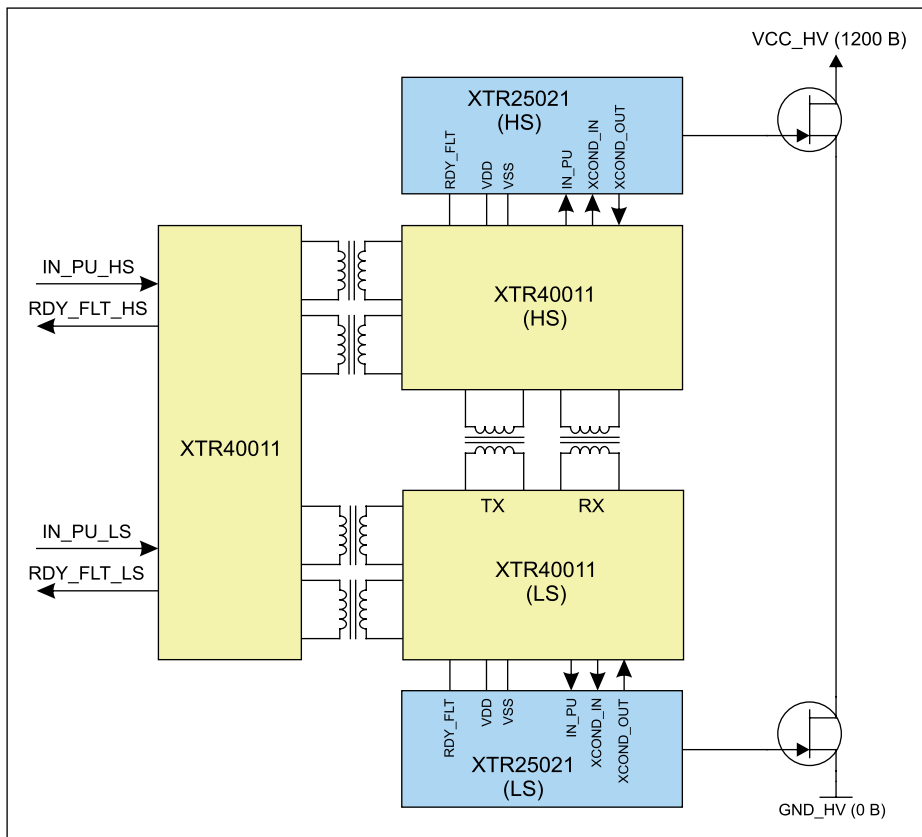 VCC_HV (1200 В)
XTR25021
(HS)
RDY_FLT
VDD
VSS
IN_PU
XCOND_IN
XCOND_OUT
IN_PU_HS
RDY_FLT_HS
XTR40011
(HS)
XTR40011
TX
RX
IN_PU_LS
RDY_FLT_LS
XTR40011
(LS)
RDY_FLT
VDD
VSS
IN_PU
XCOND_IN
XCOND_OUT
XTR25021
(LS)
GND_HV (0 В)